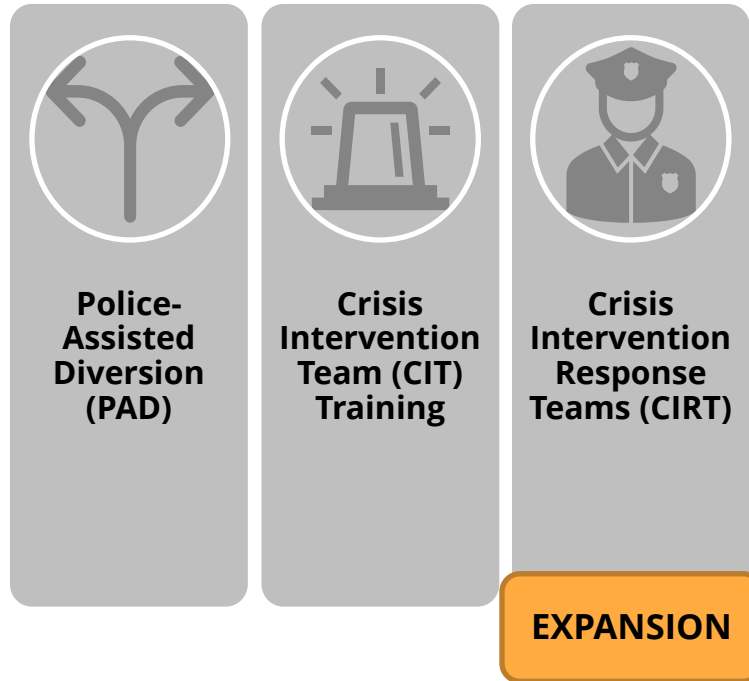 Police-
Assisted
Diversion
(PAD)
Crisis
Intervention
Team (CIT)
Training
Crisis
Intervention
Response
Teams (CIRT)
EXPANSION